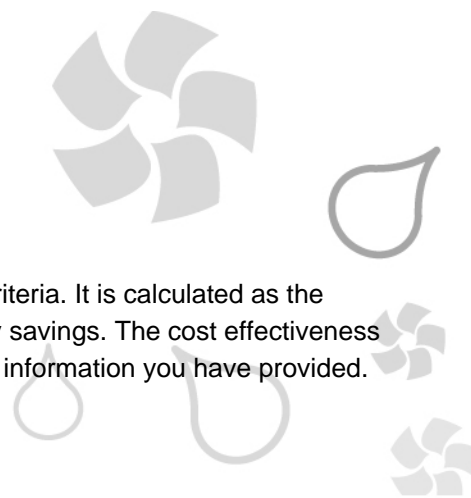 riteria. It is calculated as the
savings. The cost effectiveness
information you have provided.